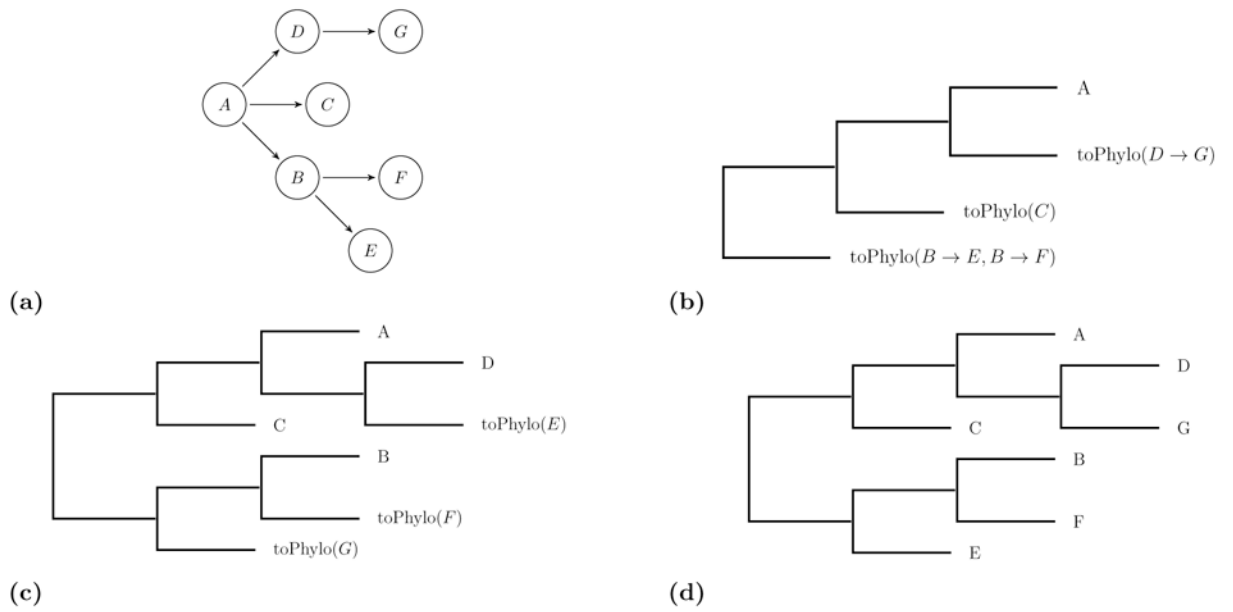 D
G
A
C
B
F
E
(a)
A
toPhylo(D → G)
toPhylo(C)
toPhylo(B → E, B → F)
(b)
A
D
C
toPhylo(E)
B
toPhylo(F)
toPhylo(G)
(c)
A
D
C
G
B
F
E
(d)